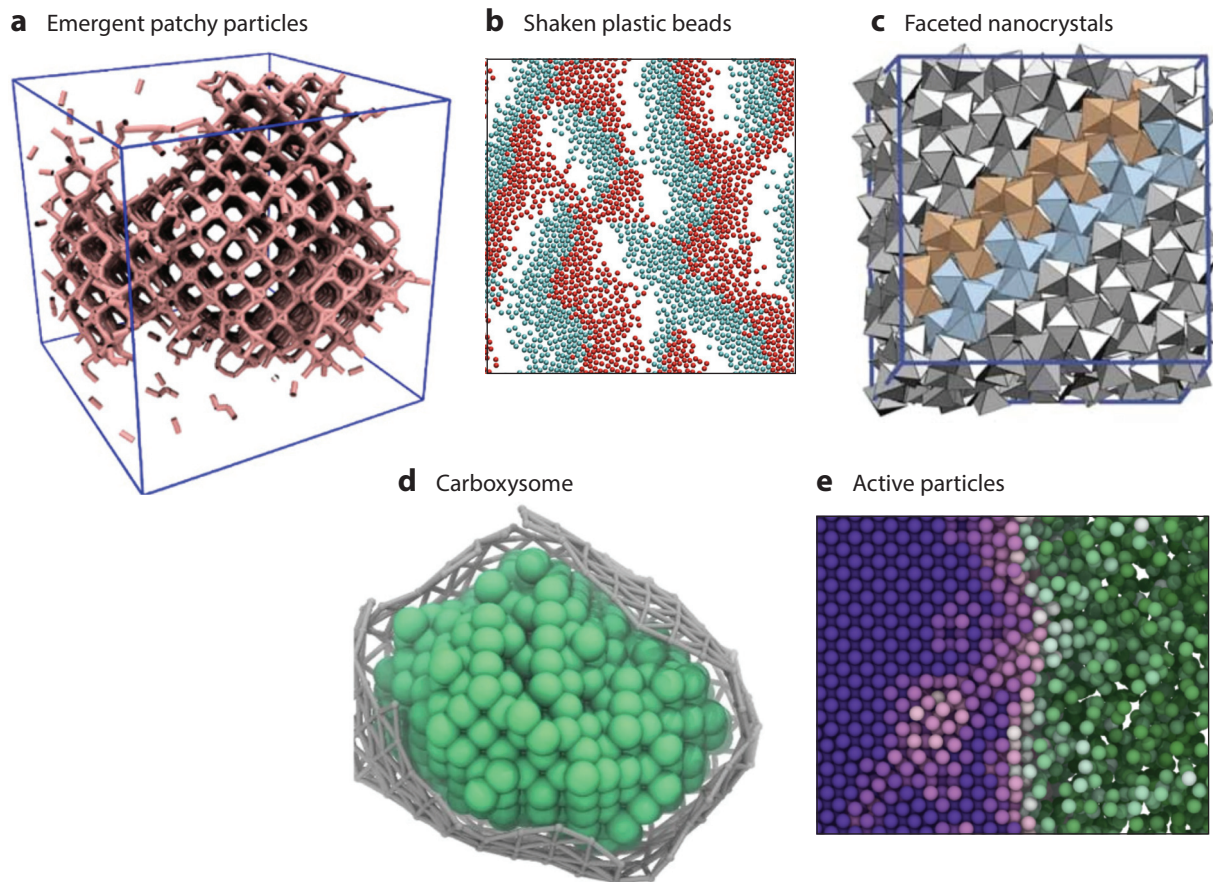 a Emergent patchy particles
b Shaken plastic beads
c Faceted nanocrystals
d Carboxysome
e Active particles